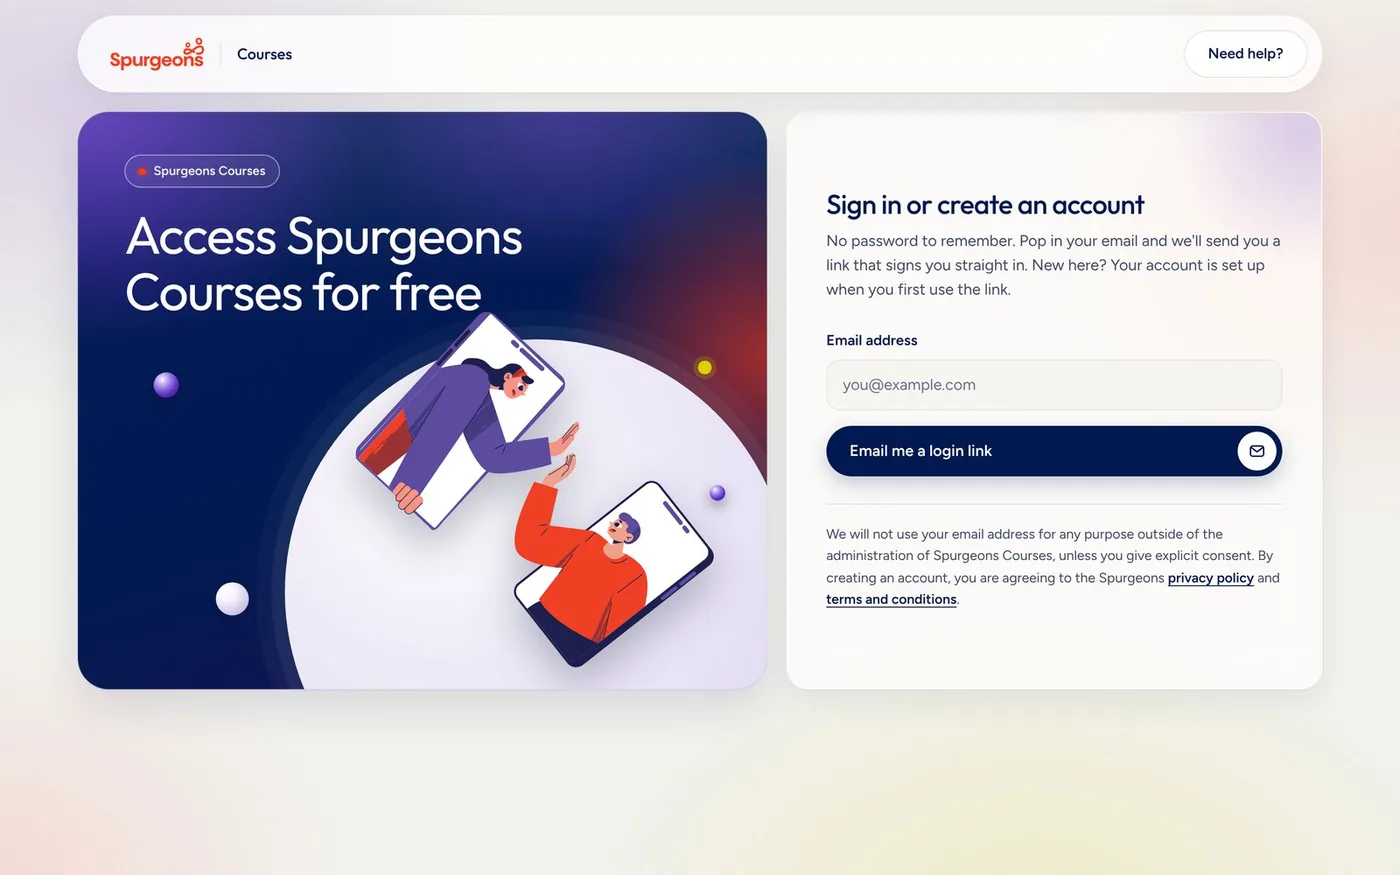 Spurgeons
Courses
Need help?
Spurgeons Courses
Access Spurgeons
Courses for free
Sign in or create an account
No password to remember. Pop in your email and we'll send you a
link that signs you straight in. New here? Your account is set up
when you first use the link.
Email address
you@example.com
Email me a login link
We will not use your email address for any purpose outside of the
administration of Spurgeons Courses, unless you give explicit consent. By
creating an account, you are agreeing to the Spurgeons privacy policy and
terms and conditions.